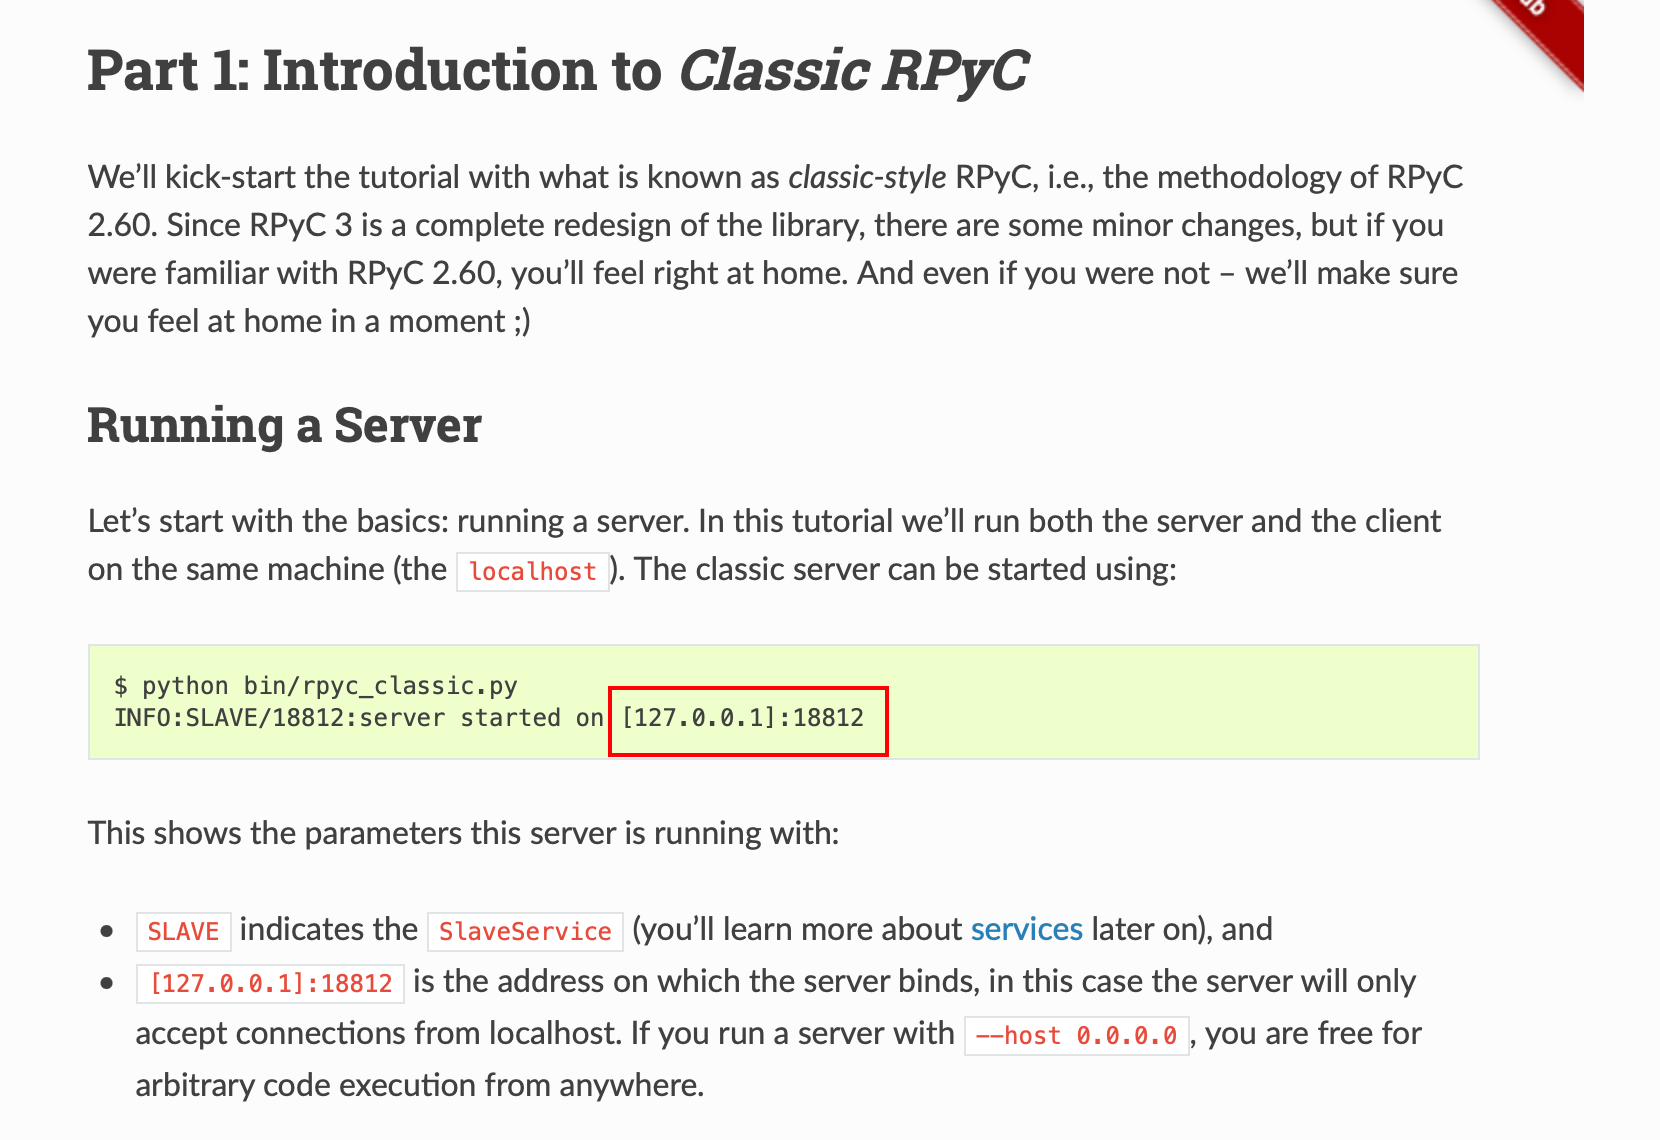 Part 1: Introduction to Classic RPyC
We’ll kick-start the tutorial with what is known as classic-style RPyC, i.e., the methodology of RPyC
2.60. Since RPyC 3 is a complete redesign of the library, there are some minor changes, but if you
were familiar with RPyC 2.60, you’ll feel right at home. And even if you were not – we’ll make sure
you feel at home in a moment ;)
Running a Server
Let’s start with the basics: running a server. In this tutorial we’ll run both the server and the client
on the same machine (the localhost). The classic server can be started using:
$ python bin/rpyc_classic.py
INFO:SLAVE/18812:server started on [127.0.0.1]:18812
This shows the parameters this server is running with:
• SLAVE indicates the SlaveService (you’ll learn more about services later on), and
• [127.0.0.1]:18812 is the address on which the server binds, in this case the server will only
accept connections from localhost. If you run a server with --host 0.0.0.0, you are free for
arbitrary code execution from anywhere.